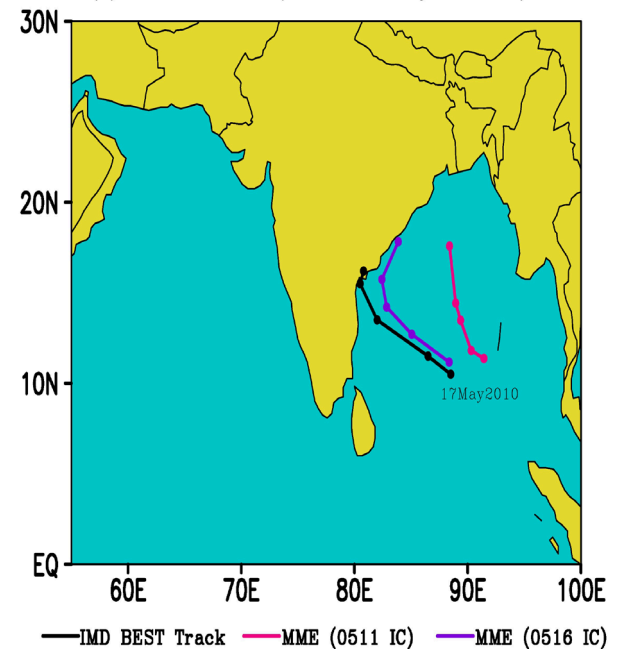 30N
20N
10N
EQ
17May2010
60E 70E 80E 90E 100E
IMD BEST Track MME (0511 IC) MME (0516 IC)